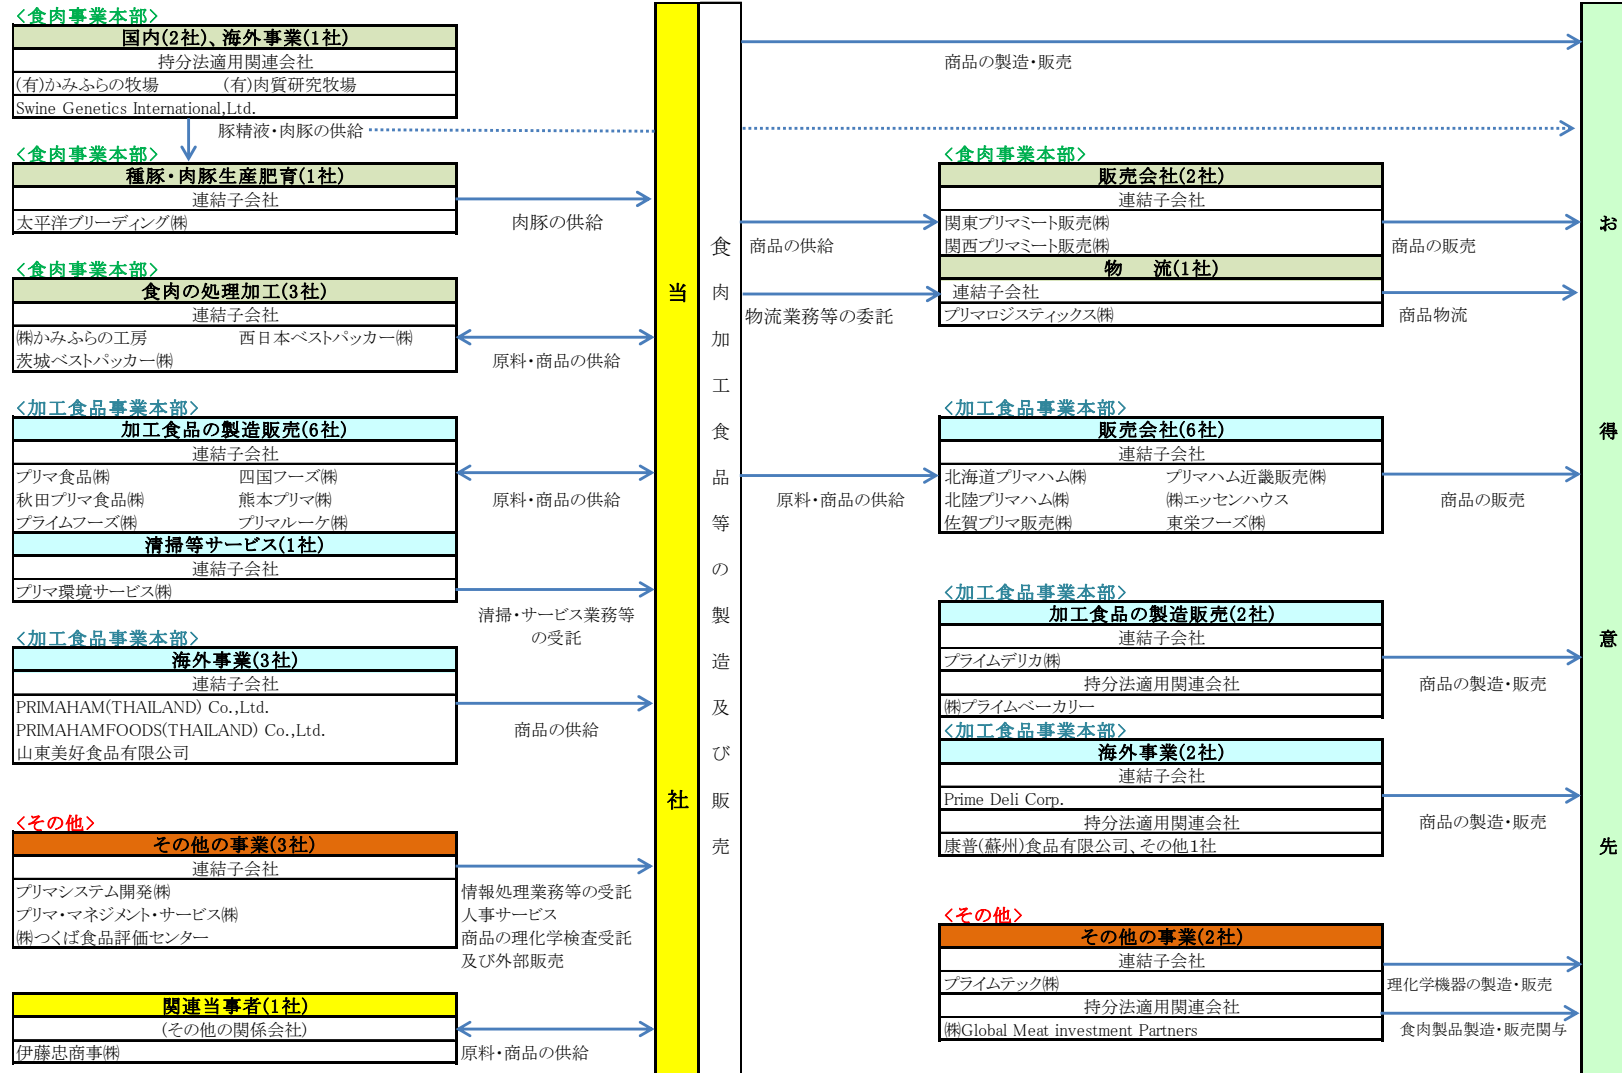 <食肉事業本部>
国内(2社)、海外事業(1社)
持分法適用関連会社
(有)かみふらの牧場 (有)肉質研究牧場
Swine Genetics International,Ltd.
豚精液・肉豚の供給
<食肉事業本部>
種豚・肉豚生産肥育(1社)
連結子会社
太平洋ブリーディング㈱
肉豚の供給
<食肉事業本部>
食肉の処理加工(3社)
連結子会社
㈱かみふらの工房 西日本ベストパッカー㈱
茨城ベストパッカー㈱
原料・商品の供給
<加工食品事業本部>
加工食品の製造販売(6社)
連結子会社
プリマ食品㈱ 四国フーズ㈱
秋田プリマ食品㈱ 熊本プリマ㈱
プライムフーズ㈱ プリマルーケ㈱
原料・商品の供給
清掃等サービス(1社)
連結子会社
プリマ環境サービス㈱
清掃・サービス業務等
の受託
<加工食品事業本部>
海外事業(3社)
連結子会社
PRIMAHAM(THAILAND) Co.,Ltd.
PRIMAHAMFOODS(THAILAND) Co.,Ltd.
山東美好食品有限公司
商品の供給
<その他>
その他の事業(3社)
連結子会社
プリマシステム開発㈱
プリマ・マネジメント・サービス㈱
㈱つくば食品評価センター
情報処理業務等の受託
人事サービス
商品の理化学検査受託
及び外部販売
関連当事者(1社)
(その他の関係会社)
伊藤忠商事㈱
原料・商品の供給
当社
食肉加工食品等の製造及び販売
商品の製造・販売
<食肉事業本部>
販売会社(2社)
連結子会社
関東プリマミート販売㈱
関西プリマミート販売㈱
商品の供給
商品の販売
物 流(1社)
連結子会社
プリマロジスティックス㈱
物流業務等の委託
商品物流
<加工食品事業本部>
販売会社(6社)
連結子会社
北海道プリマハム㈱ プリマハム近畿販売㈱
北陸プリマハム㈱ ㈱エッセンハウス
佐賀プリマ販売㈱ 東栄フーズ㈱
原料・商品の供給
商品の販売
<加工食品事業本部>
加工食品の製造販売(2社)
連結子会社
プライムデリカ㈱
持分法適用関連会社
㈱プライムベーカリー
商品の製造・販売
<加工食品事業本部>
海外事業(2社)
連結子会社
Prime Deli Corp.
持分法適用関連会社
康普(蘇州)食品有限公司、その他1社
商品の製造・販売
<その他>
その他の事業(2社)
連結子会社
プライムテック㈱
持分法適用関連会社
㈱Global Meat investment Partners
理化学機器の製造・販売
食肉製品製造・販売関与
お得意先